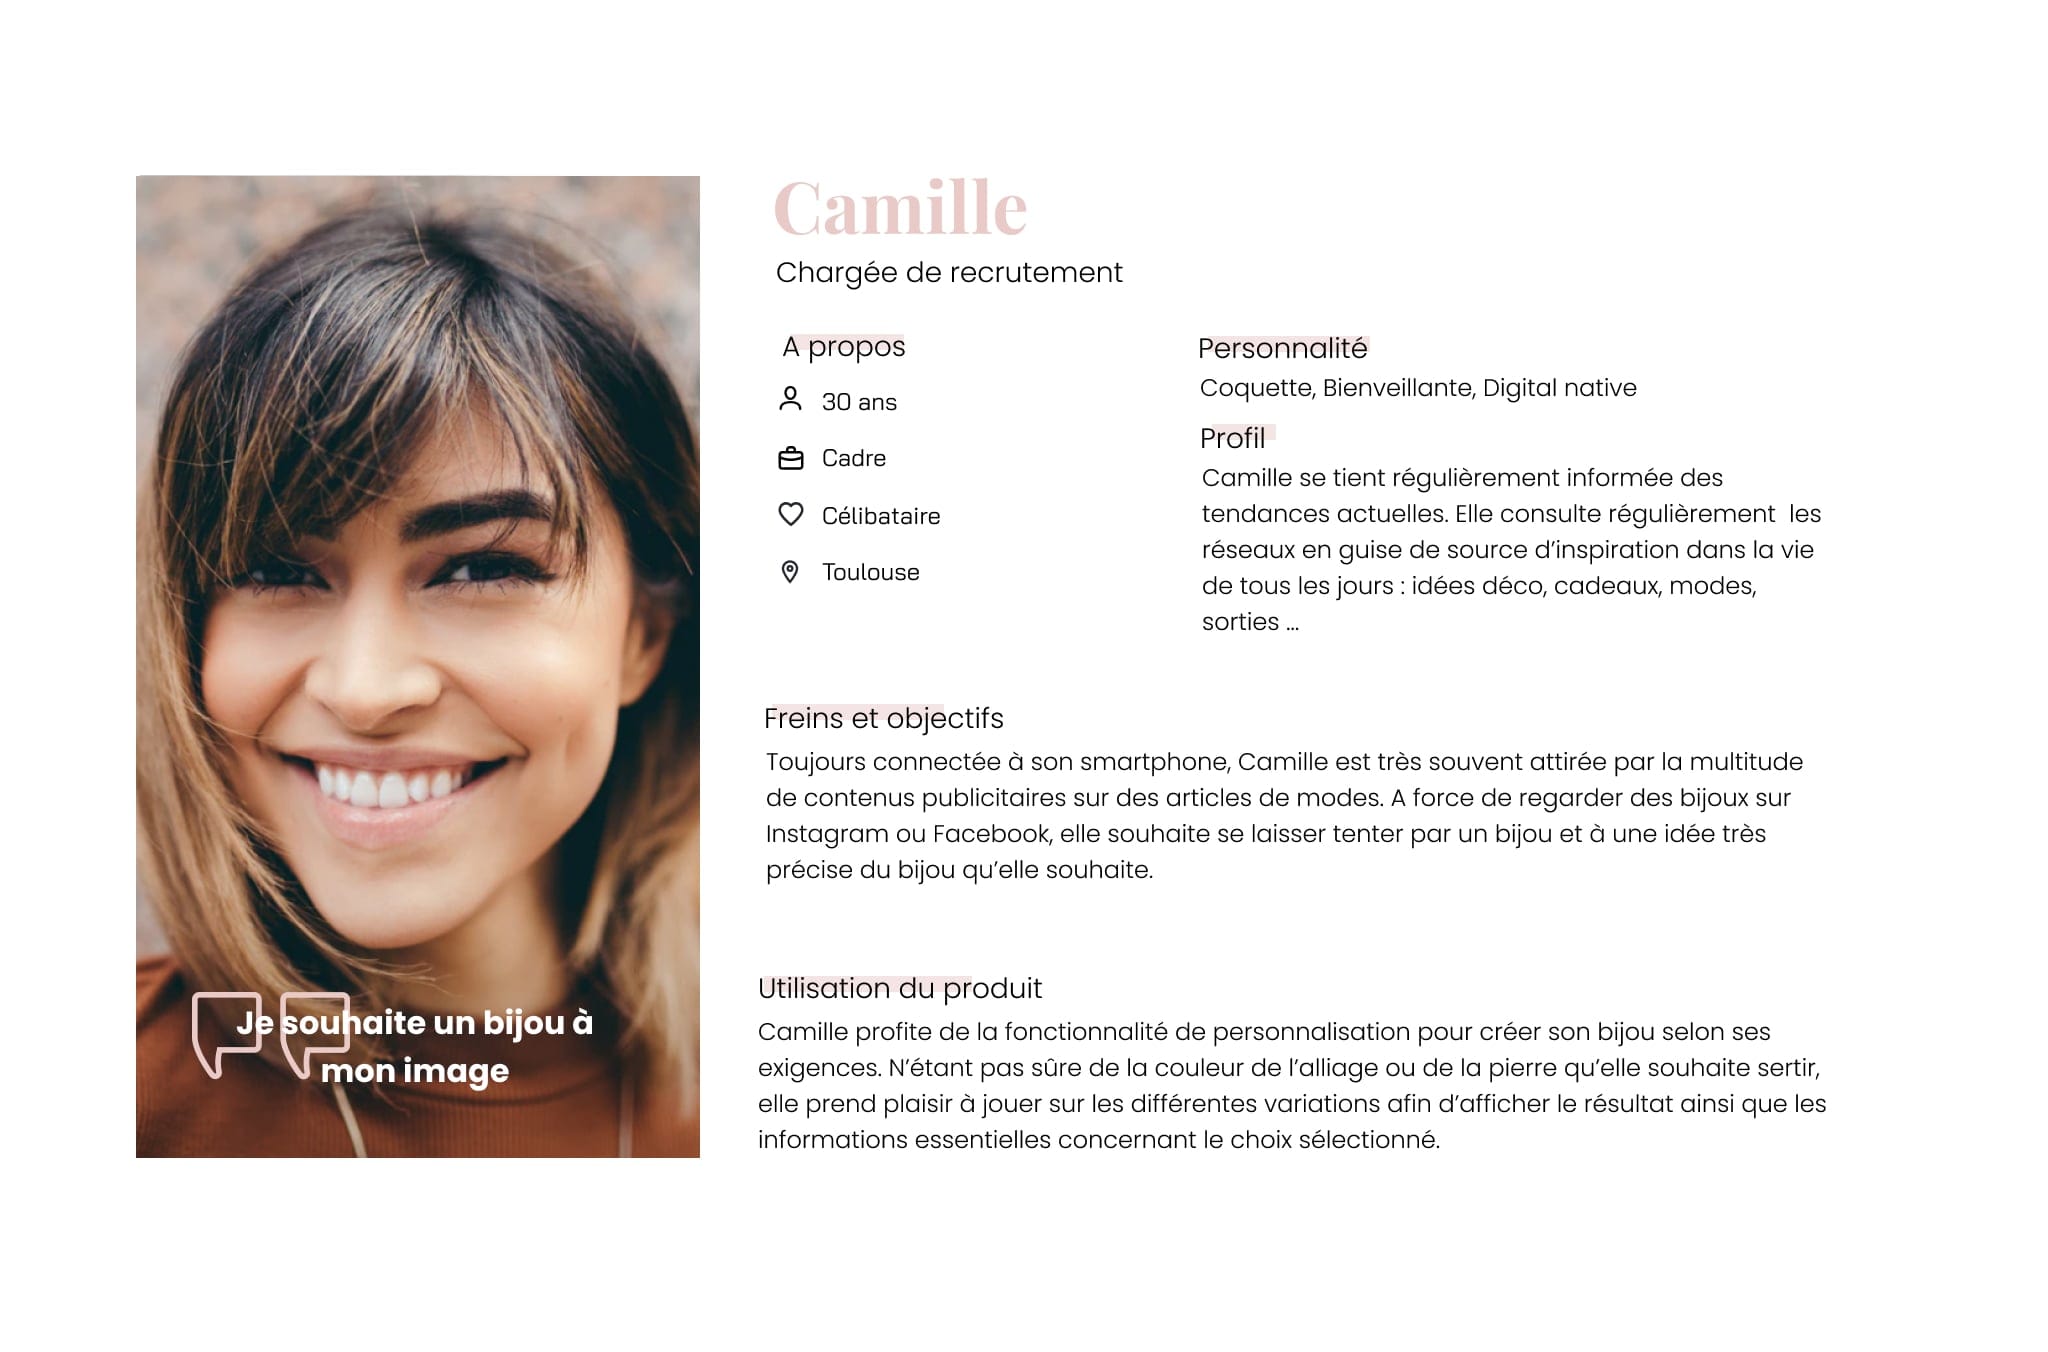 Camille
Chargée de recrutement
A propos
30 ans
Cadre
Célibataire
Toulouse
Personnalité
Coquette, Bienveillante, Digital native
Profil
Camille se tient régulièrement informée des
tendances actuelles. Elle consulte régulièrement  les
réseaux en guise de source d’inspiration dans la vie
de tous les jours : idées déco, cadeaux, modes,
sorties ...
Freins et objectifs
Toujours connectée à son smartphone, Camille est très souvent attirée par la multitude
de contenus publicitaires sur des articles de modes. A force de regarder des bijoux sur
Instagram ou Facebook, elle souhaite se laisser tenter par un bijou et à une idée très
précise du bijou qu’elle souhaite.
Utilisation du produit
Camille profite de la fonctionnalité de personnalisation pour créer son bijou selon ses
exigences. N’étant pas sûre de la couleur de l’alliage ou de la pierre qu’elle souhaite sertir,
elle prend plaisir à jouer sur les différentes variations afin d’afficher le résultat ainsi que les
informations essentielles concernant le choix sélectionné.
Je souhaite un bijou à
mon image